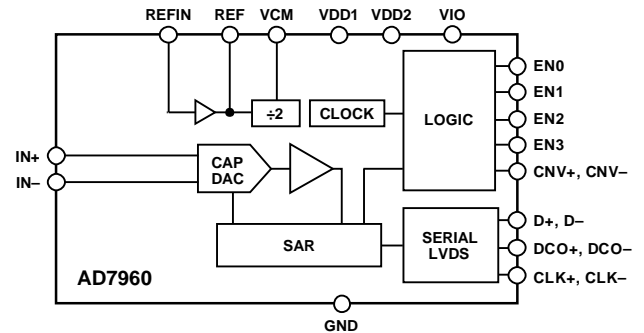 REFIN REF VCM VDD1 VDD2 VIO
÷2
CLOCK
LOGIC
EN0
EN1
EN2
EN3
CNV+, CNV–
IN+
IN–
CAP
DAC
SAR
SERIAL
LVDS
D+, D–
DCO+, DCO–
CLK+, CLK–
AD7960
GND